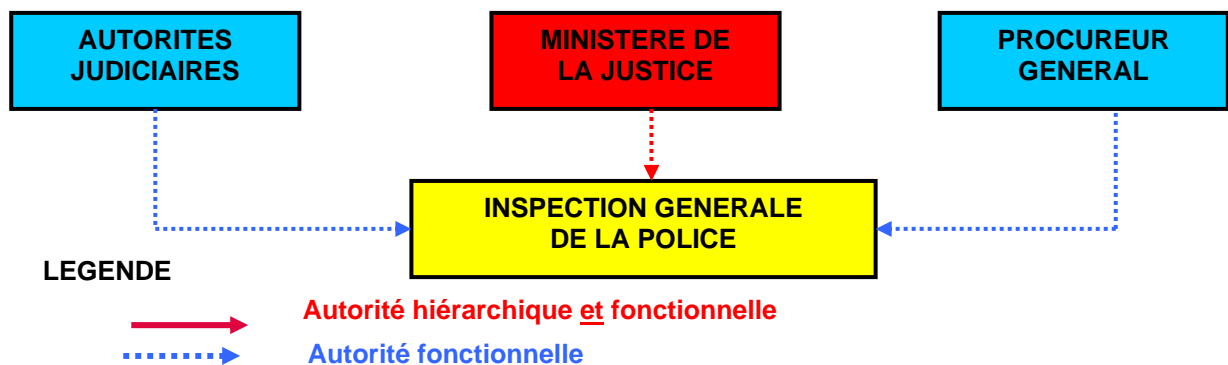 AUTORITES
JUDICIAIRES
MINISTERE DE
LA JUSTICE
PROCUREUR
GENERAL
INSPECTION GENERALE
DE LA POLICE
LEGENDE
Autorité hiérarchique et fonctionnelle
Autorité fonctionnelle